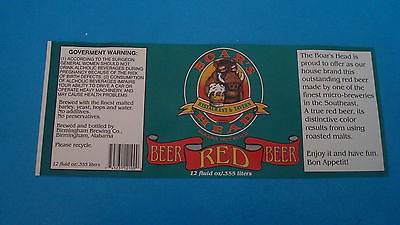 GOVERMENT WARNING:
(1) ACCORDING TO THE SURGEON
GENERAL WOMEN SHOULD NOT
DRINK ALCOHOLIC BEVERAGES DURING
PREGNANCY BECAUSE OF THE RISK
OF BIRTH DEFECTS. (2) CONSUMPTION
OF ALCOHOLIC BEVERAGES IMPAIRS
YOUR ABILITY TO DRIVE A CAR OR
OPERATE HEAVY MACHINERY AND
MAY CAUSE HEALTH PROBLEMS.
Brewed with the finest malted
barley, yeast, hops and water.
No additives.
No preservatives.
Brewed and bottled by
Birmingham Brewing Co.,
Birmingham, Alabama
Please recycle.
12 fluid oz/.355 liters
BOAR'S
RESTAURANT & TAVERN
HEAD
BEER RED BEER
12 fluid oz/.355 liters
The Boar's Head is
proud to offer as our
house brand this
outstanding red beer
made by one of the
finest micro-breweries
in the Southeast.
A true red beer, its
distinctive color
results from using
roasted malts.
Enjoy it and have fun.
Bon Appetit!